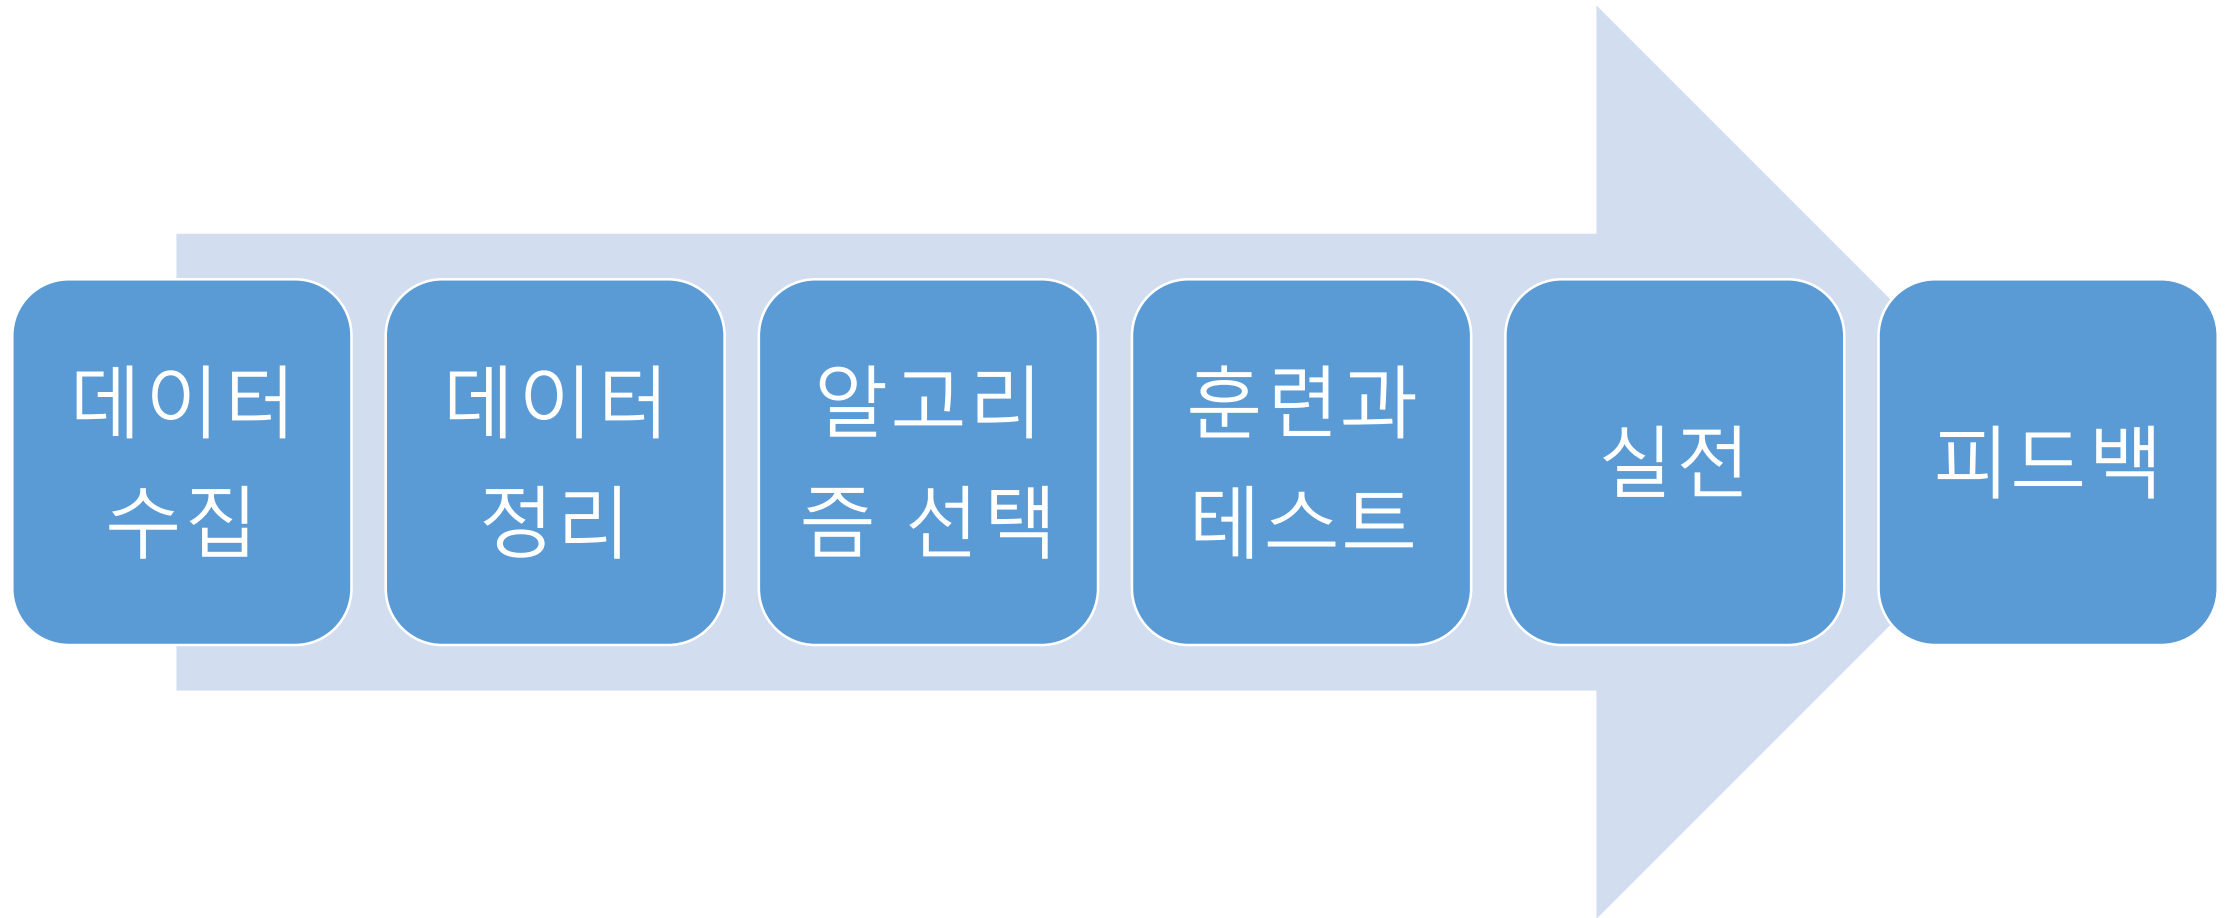 데이터
수집
데이터
정리
알고리
즘 선택
훈련과
테스트
실전
피드백